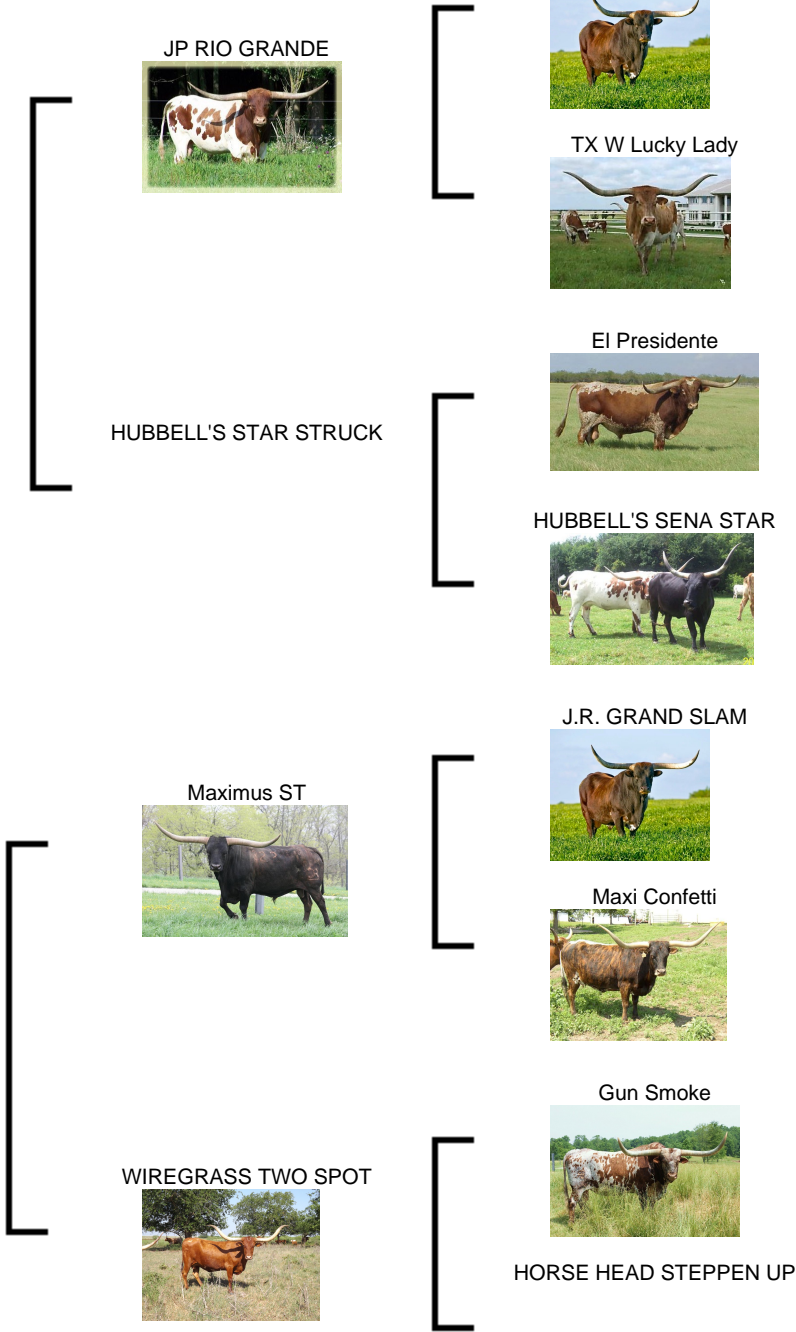 JP RIO GRANDE
TX W Lucky Lady
El Presidente
HUBBELL'S STAR STRUCK
HUBBELL'S SENA STAR
J.R. GRAND SLAM
Maximus ST
Maxi Confetti
Gun Smoke
WIREGRASS TWO SPOT
HORSE HEAD STEPPEN UP